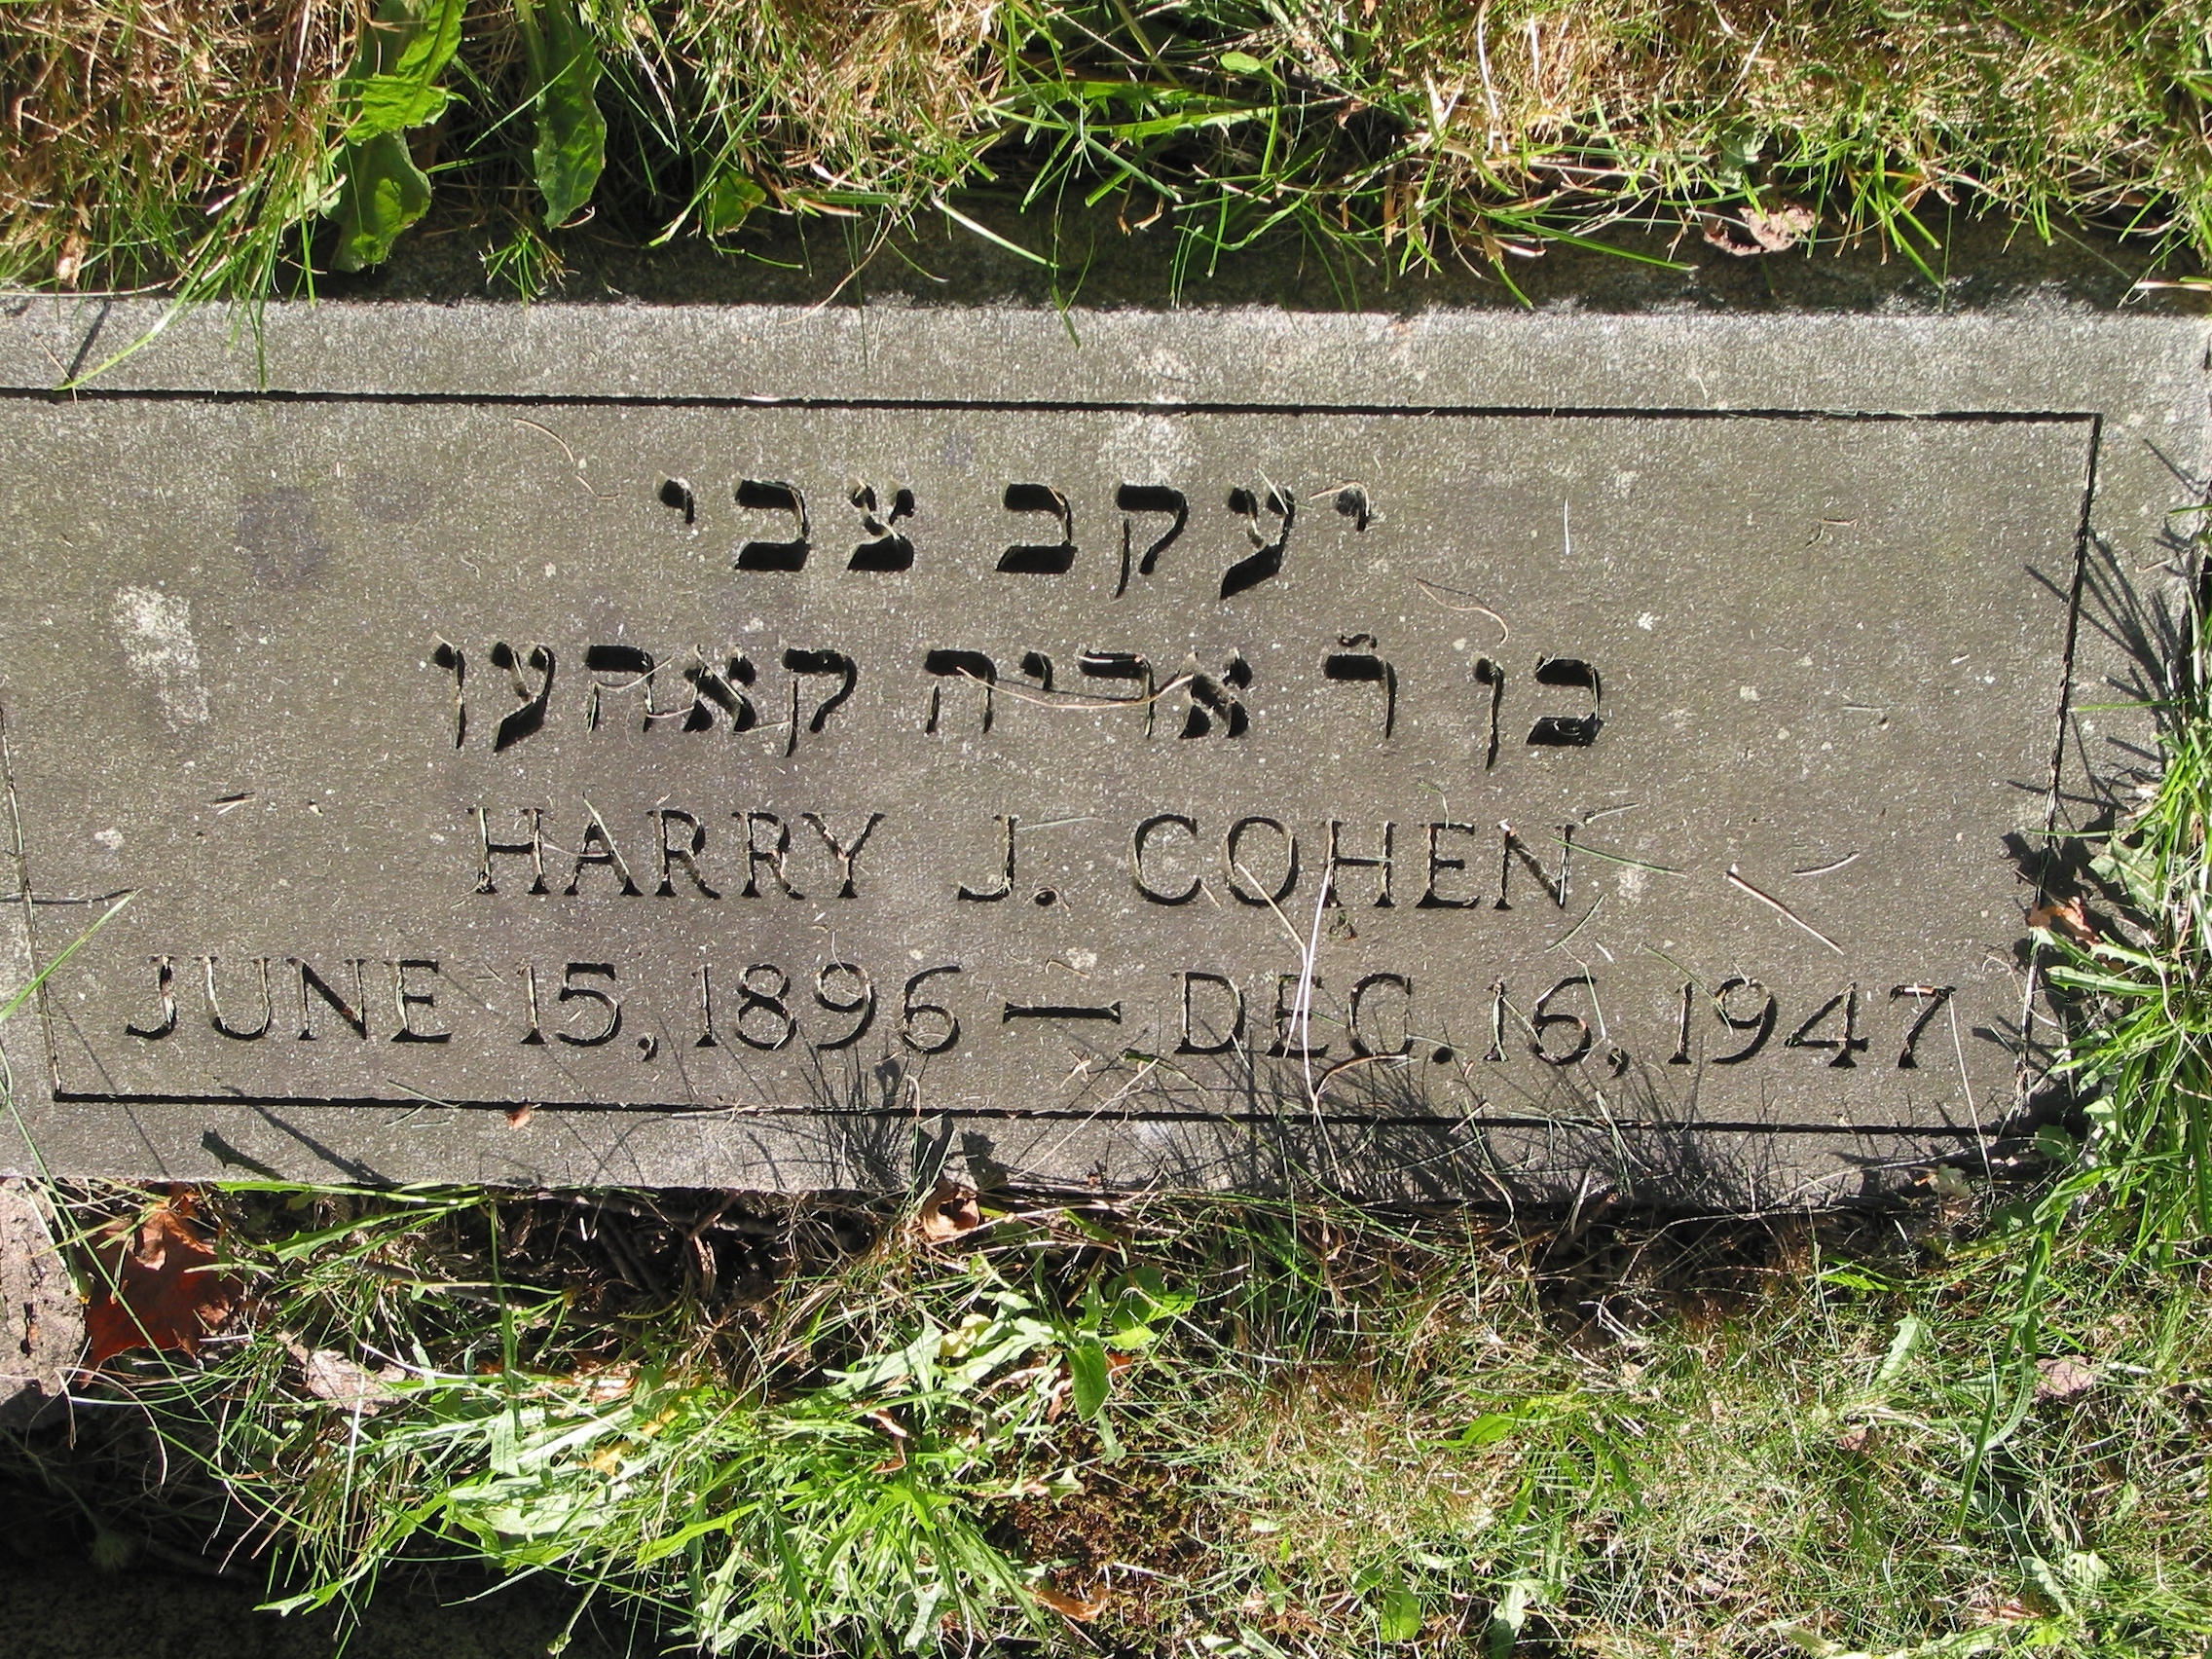 יעקב צבי
בן ר' אריה קאהען
HARRY J. COHEN
JUNE 15, 1896 — DEC. 16, 1947